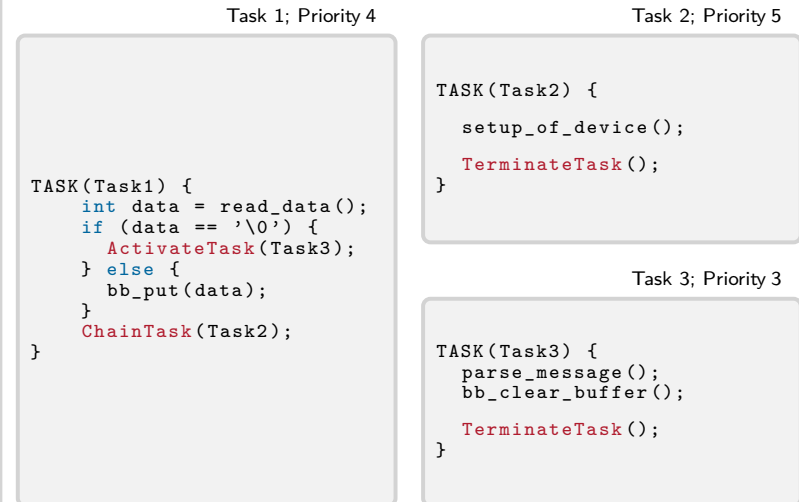 Task 1; Priority 4
TASK(Task1) {
    int data = read_data();
    if (data == '\0') {
      ActivateTask(Task3);
    } else {
      bb_put(data);
    }
    ChainTask(Task2);
}
Task 2; Priority 5
TASK(Task2) {
  setup_of_device();
  TerminateTask();
}
Task 3; Priority 3
TASK(Task3) {
  parse_message();
  bb_clear_buffer();
  TerminateTask();
}